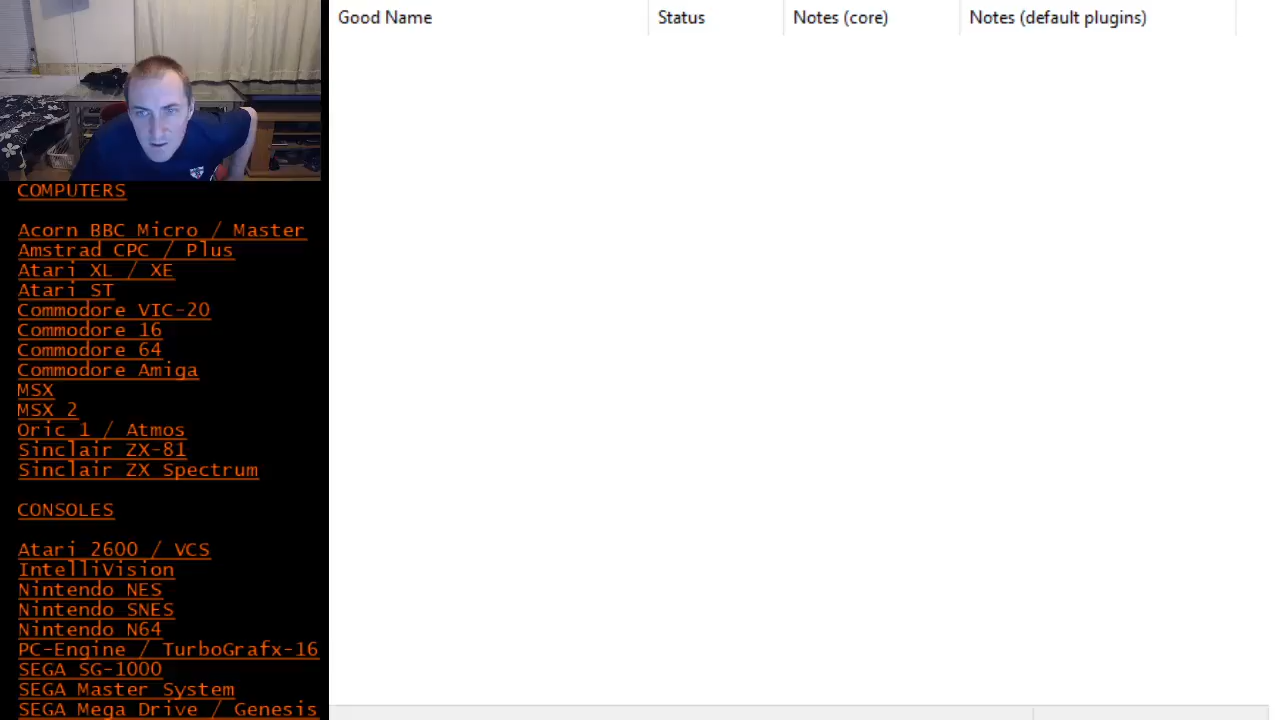 Good Name Status Notes (core) Notes (default plugins)
COMPUTERS
Acorn BBC Micro / Master
Amstrad CPC / Plus
Atari XL / XE
Atari ST
Commodore VIC-20
Commodore 16
Commodore 64
Commodore Amiga
MSX
MSX 2
Oric 1 / Atmos
Sinclair ZX-81
Sinclair ZX Spectrum
CONSOLES
Atari 2600 / VCS
IntelliVision
Nintendo NES
Nintendo SNES
Nintendo N64
PC-Engine / TurboGrafx-16
SEGA SG-1000
SEGA Master System
SEGA Mega Drive / Genesis